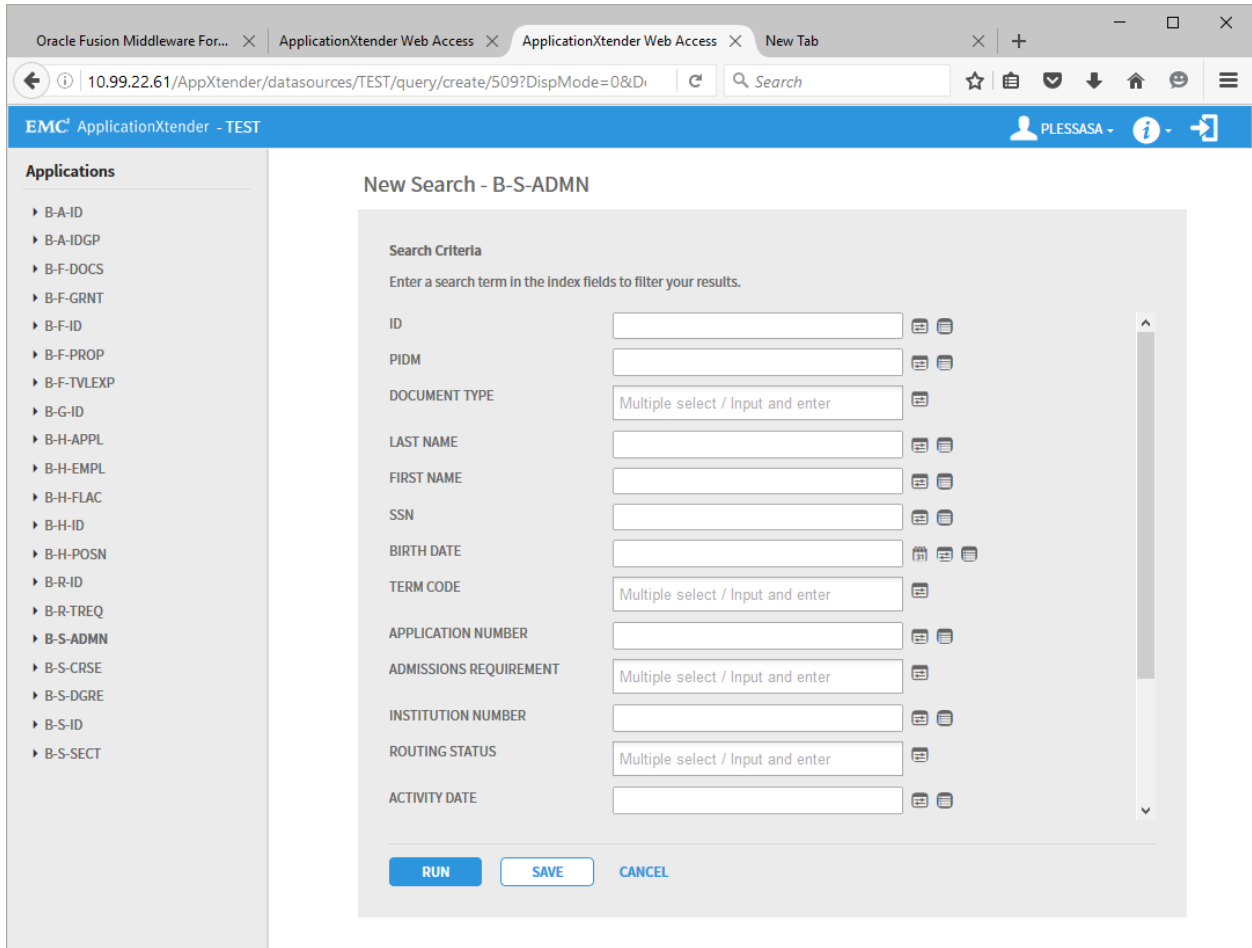 Oracle Fusion Middleware For... ApplicationXtender Web Access ApplicationXtender Web Access New Tab
10.99.22.61/AppXtender/datasources/TEST/query/create/509?DispMode=0&D Search
EMC² ApplicationXtender - TEST PLESSASA
Applications
B-A-ID
B-A-IDGP
B-F-DOCS
B-F-GRNT
B-F-ID
B-F-PROP
B-F-TVLEXP
B-G-ID
B-H-APPL
B-H-EMPL
B-H-FLAC
B-H-ID
B-H-POSN
B-R-ID
B-R-TREQ
B-S-ADMN
B-S-CRSE
B-S-DGRE
B-S-ID
B-S-SECT
New Search - B-S-ADMN
Search Criteria
Enter a search term in the index fields to filter your results.
ID
PIDM
DOCUMENT TYPE Multiple select / Input and enter
LAST NAME
FIRST NAME
SSN
BIRTH DATE 31
TERM CODE Multiple select / Input and enter
APPLICATION NUMBER
ADMISSIONS REQUIREMENT Multiple select / Input and enter
INSTITUTION NUMBER
ROUTING STATUS Multiple select / Input and enter
ACTIVITY DATE
RUN SAVE CANCEL